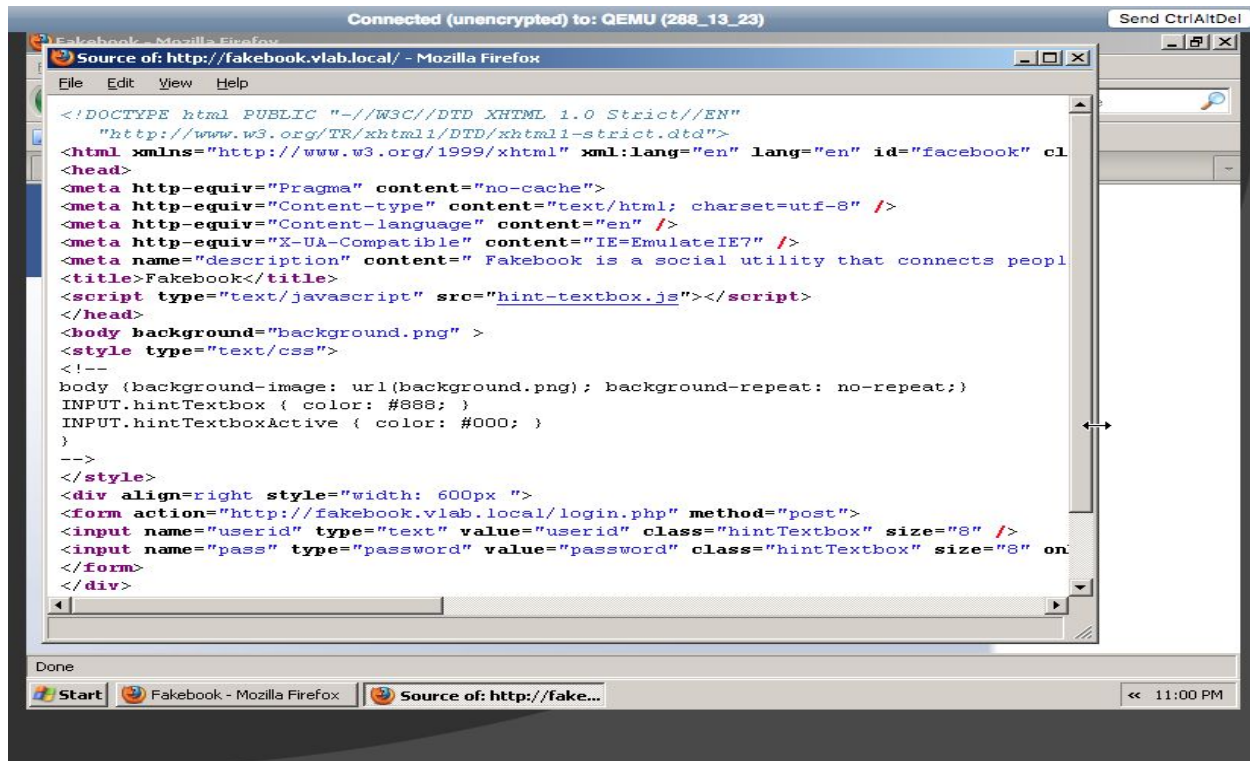 Connected (unencrypted) to: QEMU (288_13_23)
Send CtrlAltDel
Fakebook - Mozilla Firefox
Source of: http://fakebook.vlab.local/ - Mozilla Firefox
File Edit View Help
<!DOCTYPE html PUBLIC "-//W3C//DTD XHTML 1.0 Strict//EN"
"http://www.w3.org/TR/xhtml1/DTD/xhtml1-strict.dtd">
<html xmlns="http://www.w3.org/1999/xhtml" xml:lang="en" lang="en" id="facebook" cl
<head>
<meta http-equiv="Pragma" content="no-cache">
<meta http-equiv="Content-type" content="text/html; charset=utf-8" />
<meta http-equiv="Content-language" content="en" />
<meta http-equiv="X-UA-Compatible" content="IE=EmulateIE7" />
<meta name="description" content=" Fakebook is a social utility that connects peopl
<title>Fakebook</title>
<script type="text/javascript" src="hint-textbox.js"></script>
</head>
<body background="background.png" >
<style type="text/css">
<!--
body {background-image: url(background.png); background-repeat: no-repeat;}
INPUT.hintTextbox { color: #888; }
INPUT.hintTextboxActive { color: #000; }
}
-->
</style>
<div align=right style="width: 600px ">
<form action="http://fakebook.vlab.local/login.php" method="post">
<input name="userid" type="text" value="userid" class="hintTextbox" size="8" />
<input name="pass" type="password" value="password" class="hintTextbox" size="8" on
</form>
</div>
Done
Start Fakebook - Mozilla Firefox Source of: http://fake... « 11:00 PM